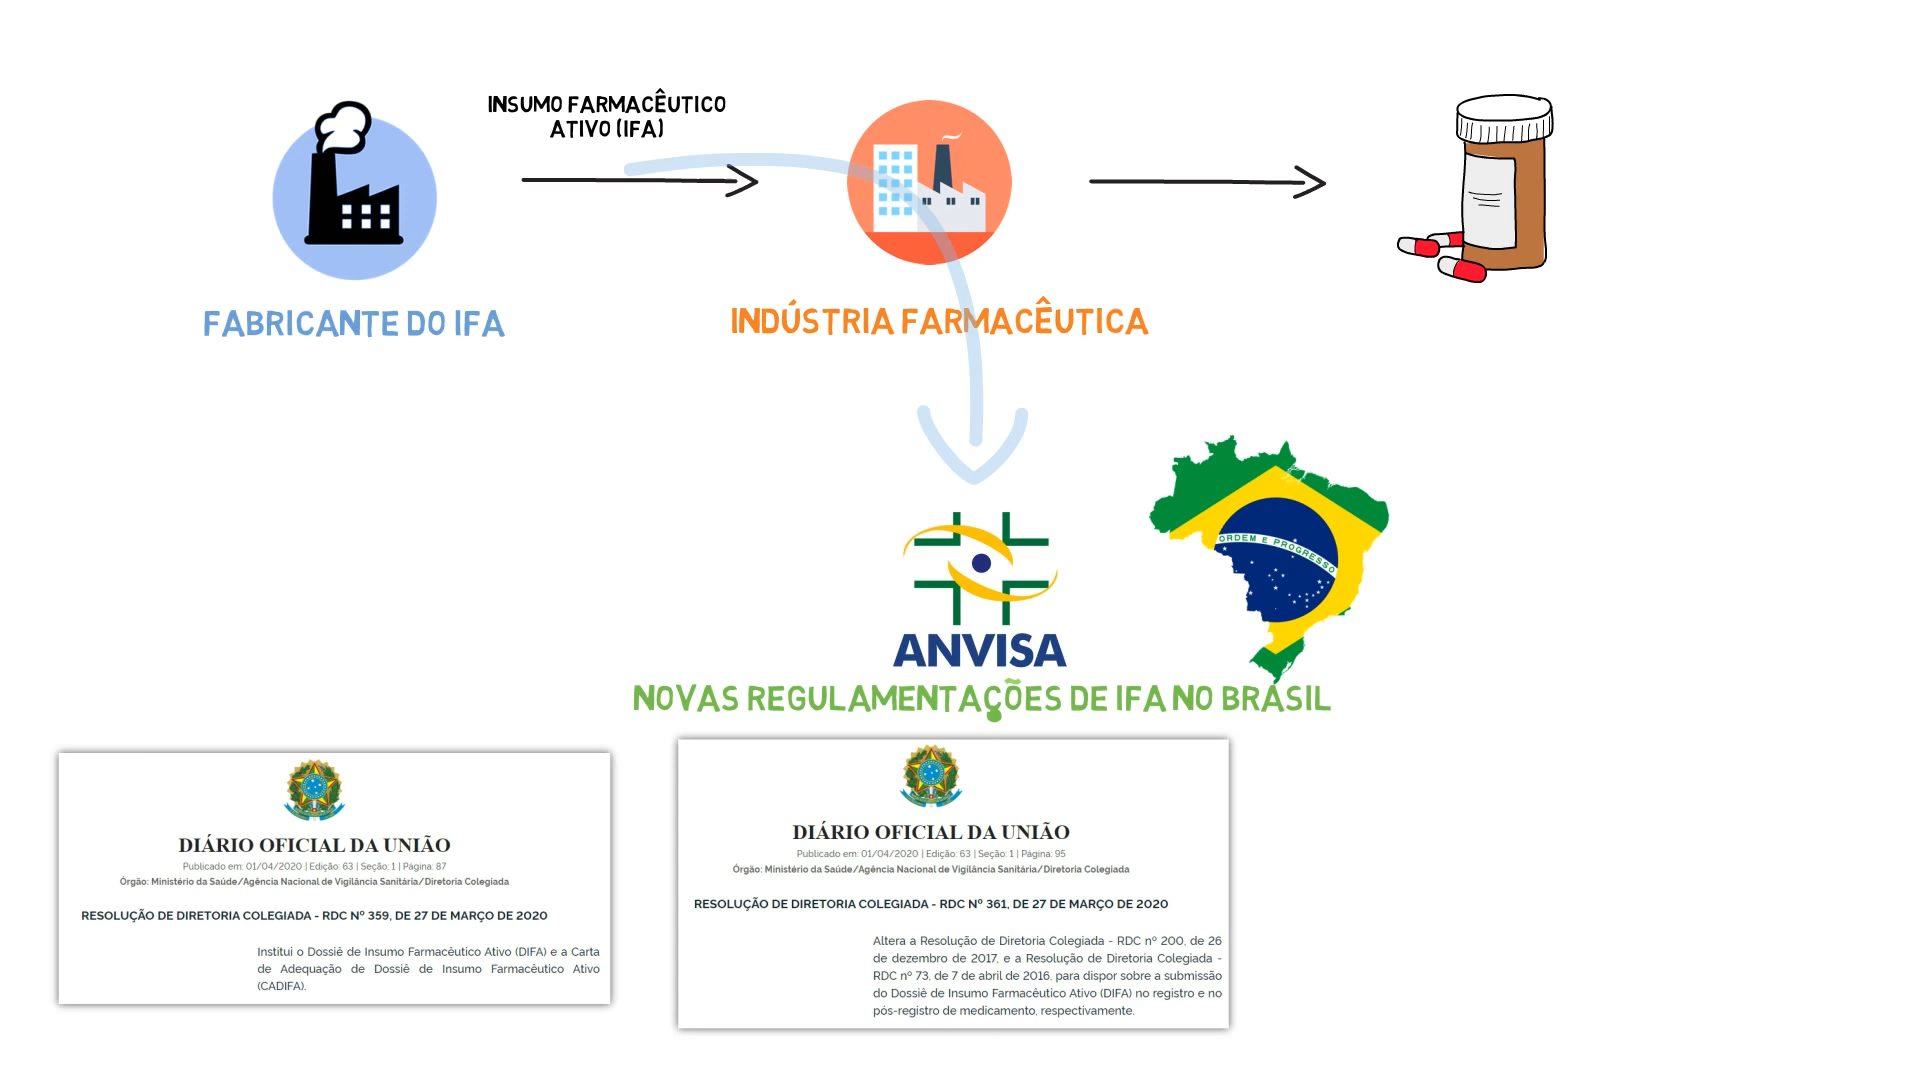 INSUMO FARMACÊUTICO
ATIVO (IFA)
FABRICANTE DO IFA
INDÚSTRIA FARMACÊUTICA
ORDEM E PROGRESSO
ANVISA
NOVAS REGULAMENTAÇÕES DE IFA NO BRASIL
DIÁRIO OFICIAL DA UNIÃO
Publicado em: 01/04/2020 | Edição: 63 | Seção: 1 | Página: 87
Órgão: Ministério da Saúde/Agência Nacional de Vigilância Sanitária/Diretoria Colegiada
RESOLUÇÃO DE DIRETORIA COLEGIADA - RDC Nº 359, DE 27 DE MARÇO DE 2020
Institui o Dossiê de Insumo Farmacêutico Ativo (DIFA) e a Carta
de Adequação de Dossiê de Insumo Farmacêutico Ativo
(CADIFA).
DIÁRIO OFICIAL DA UNIÃO
Publicado em: 01/04/2020 | Edição: 63 | Seção: 1 | Página: 95
Órgão: Ministério da Saúde/Agência Nacional de Vigilância Sanitária/Diretoria Colegiada
RESOLUÇÃO DE DIRETORIA COLEGIADA - RDC Nº 361, DE 27 DE MARÇO DE 2020
Altera a Resolução de Diretoria Colegiada - RDC nº 200, de 26
de dezembro de 2017, e a Resolução de Diretoria Colegiada -
RDC nº 73, de 7 de abril de 2016, para dispor sobre a submissão
do Dossiê de Insumo Farmacêutico Ativo (DIFA) no registro e no
pós-registro de medicamento, respectivamente.